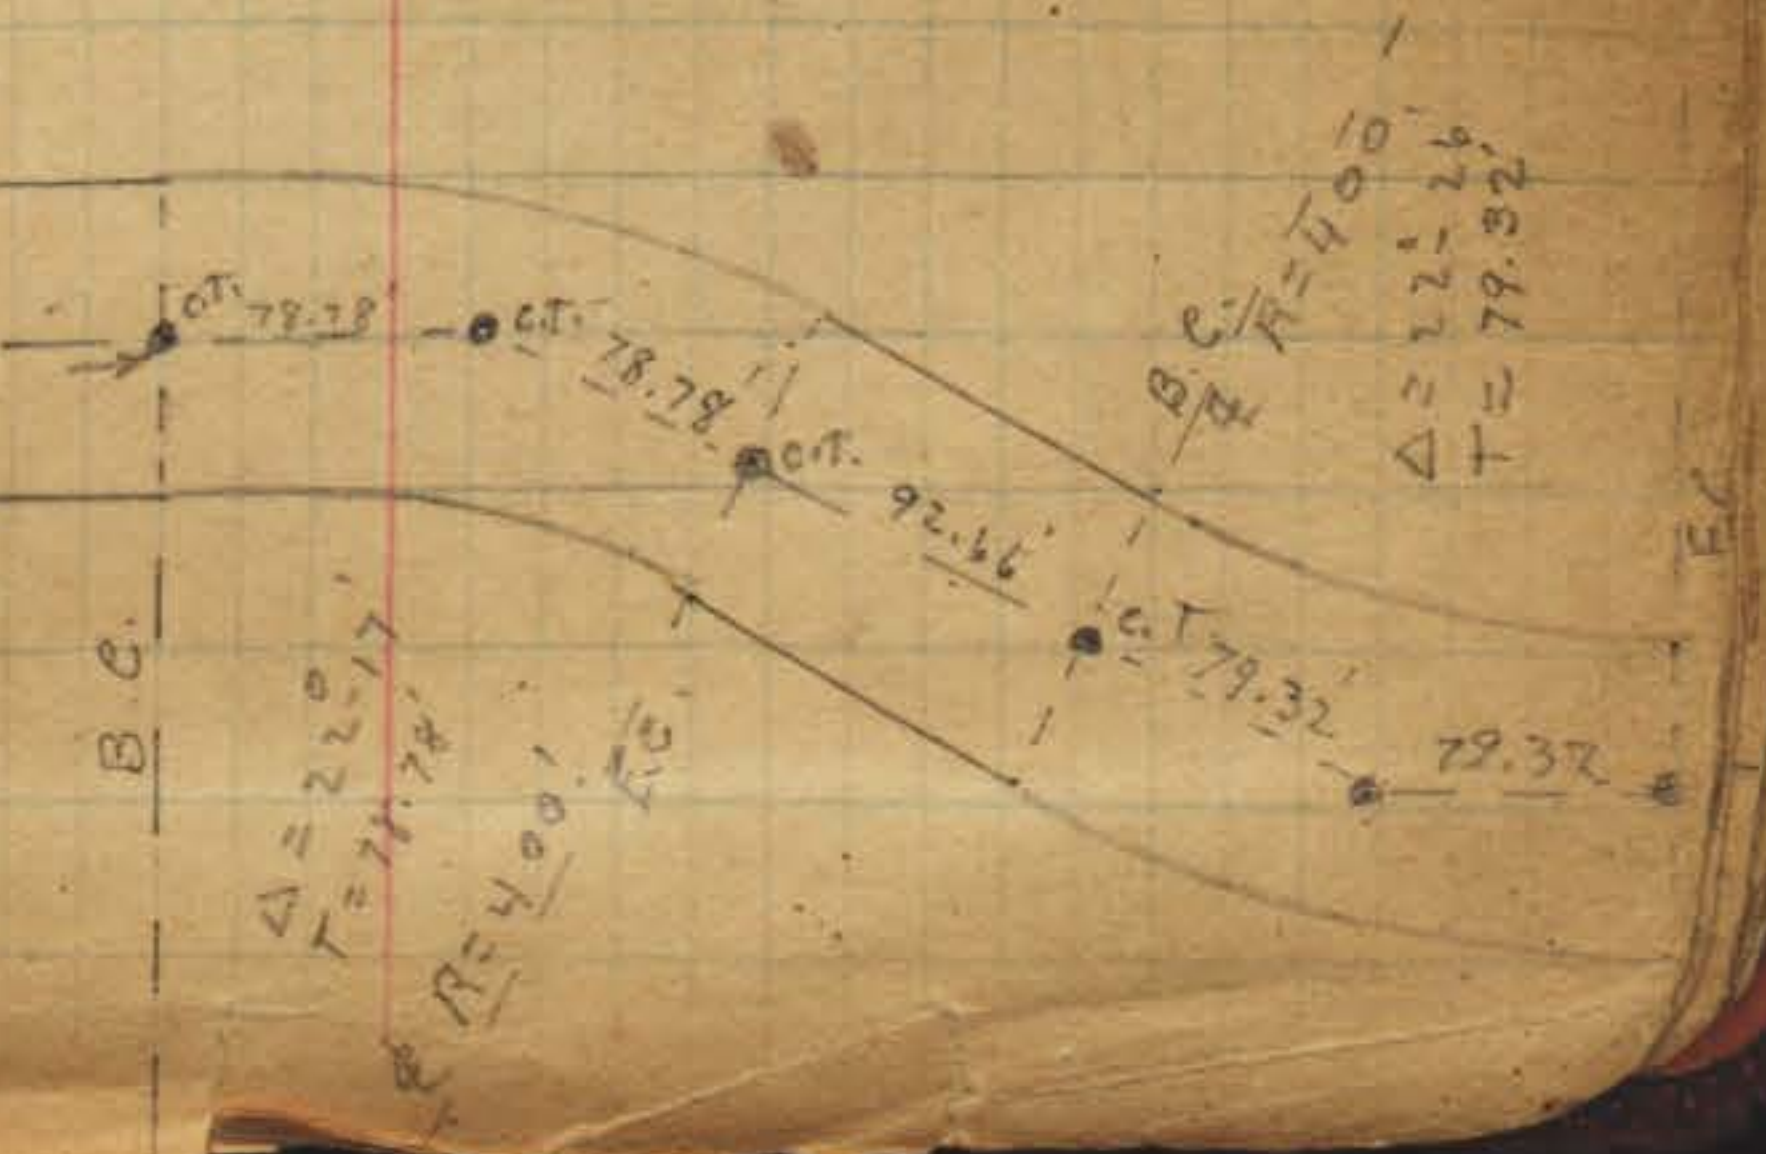 C.T. 78.78
C.T. 78.78'
C.T. 92.66'
C.T 79.32'
79.32
B.C.
Δ = 22°-17'
T = 78.78'
R = 400'
E.C.
B.C.
R = 400'
Δ = 22°-26'
T = 79.32'